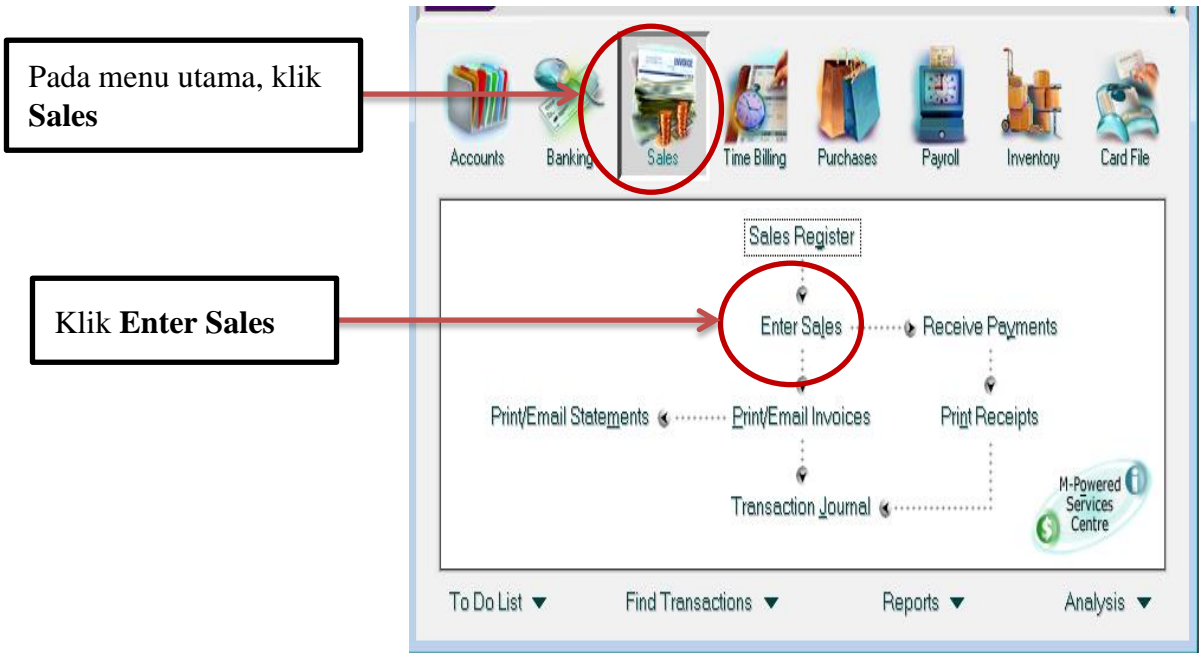 Pada menu utama, klik
Sales
Klik Enter Sales
INVOICE
Accounts
Banking
Sales
Time Billing
Purchases
Payroll
Inventory
Card File
Sales Register
Enter Sales
Receive Payments
Print/Email Statements
Print/Email Invoices
Print Receipts
Transaction Journal
M-Powered
Services
Centre
To Do List
Find Transactions
Reports
Analysis